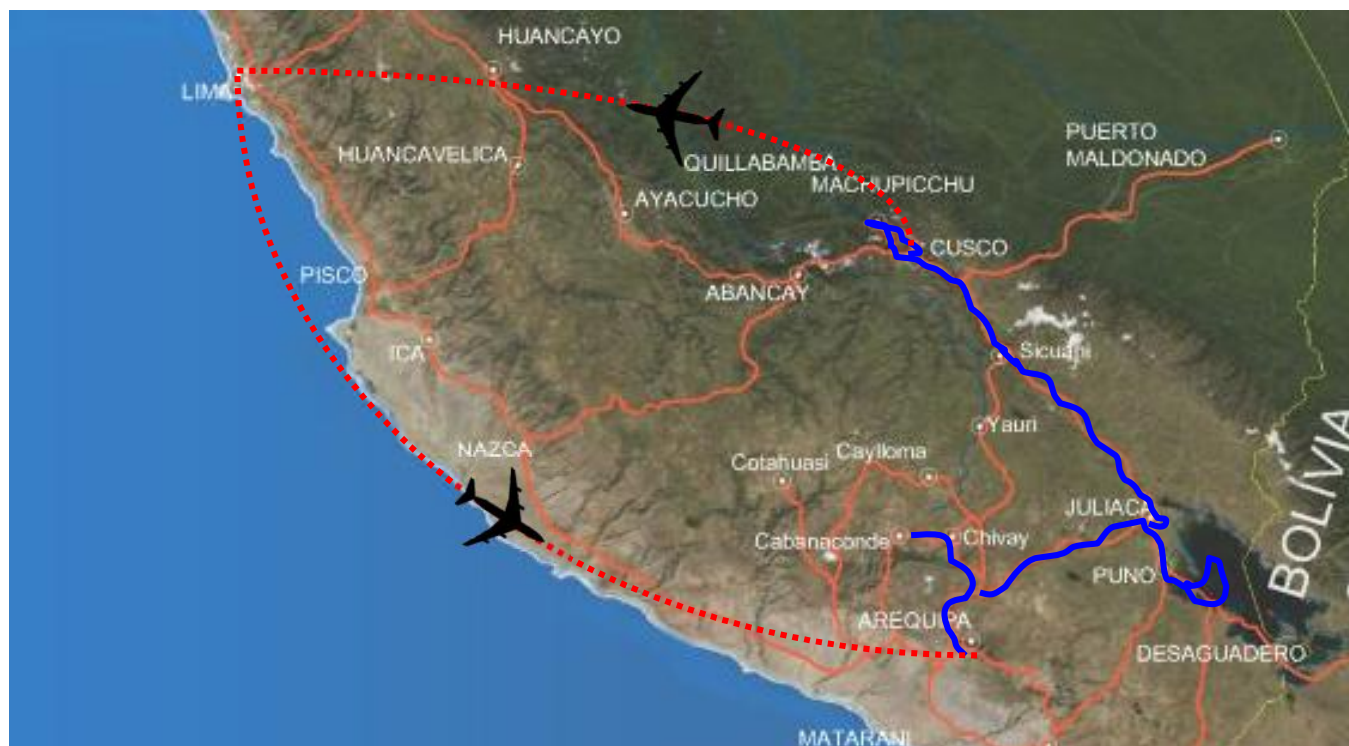 HUANCAYO
LIMA
PUERTO
MALDONADO
HUANCAVELICA
QUILLABAMBA
MACHUPICCHU
AYACUCHO
CUSCO
PISCO
ABANCAY
ICA
Sicuani
Yauri
NAZCA
Caylloma
Cotahuasi
BOLÍVIA
JULIACA
Cabanaconde
Chivay
PUNO
AREQUIPA
DESAGUADERO
MATARANI